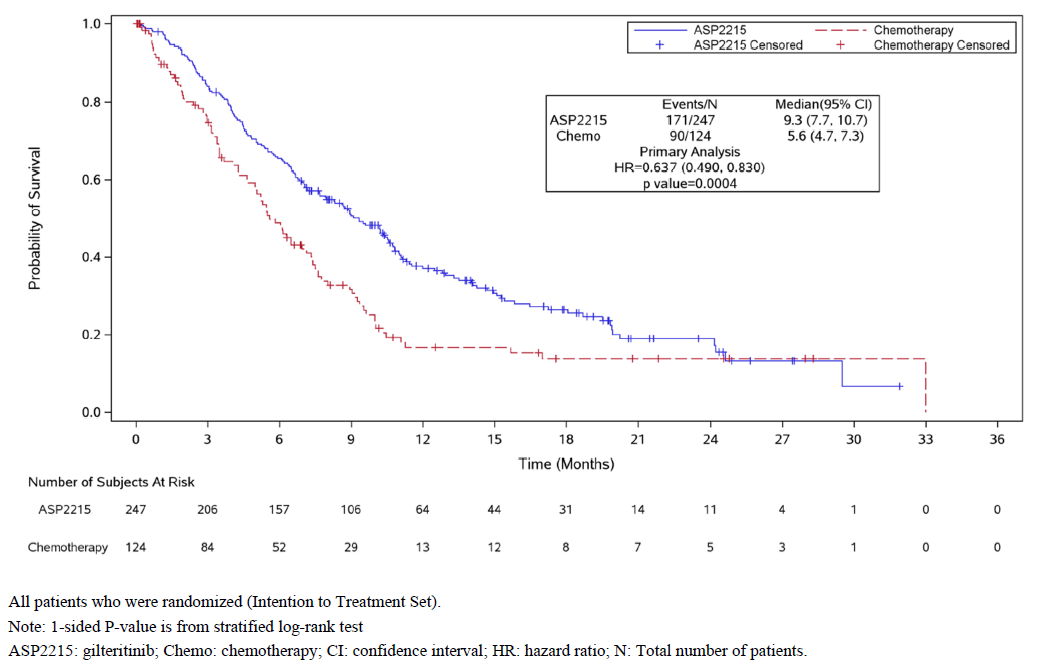 ASP2215 Chemotherapy
ASP2215 Censored Chemotherapy Censored
Events/N Median(95% CI)
ASP2215 171/247 9.3 (7.7, 10.7)
Chemo 90/124 5.6 (4.7, 7.3)
Primary Analysis
HR=0.637 (0.490, 0.830)
p value=0.0004
Probability of Survival
1.0
0.8
0.6
0.4
0.2
0.0
0 3 6 9 12 15 18 21 24 27 30 33 36
Time (Months)
Number of Subjects At Risk
ASP2215 247 206 157 106 64 44 31 14 11 4 1 0 0
Chemotherapy 124 84 52 29 13 12 8 7 5 3 1 0 0
All patients who were randomized (Intention to Treatment Set).
Note: 1-sided P-value is from stratified log-rank test
ASP2215: gilteritinib; Chemo: chemotherapy; CI: confidence interval; HR: hazard ratio; N: Total number of patients.